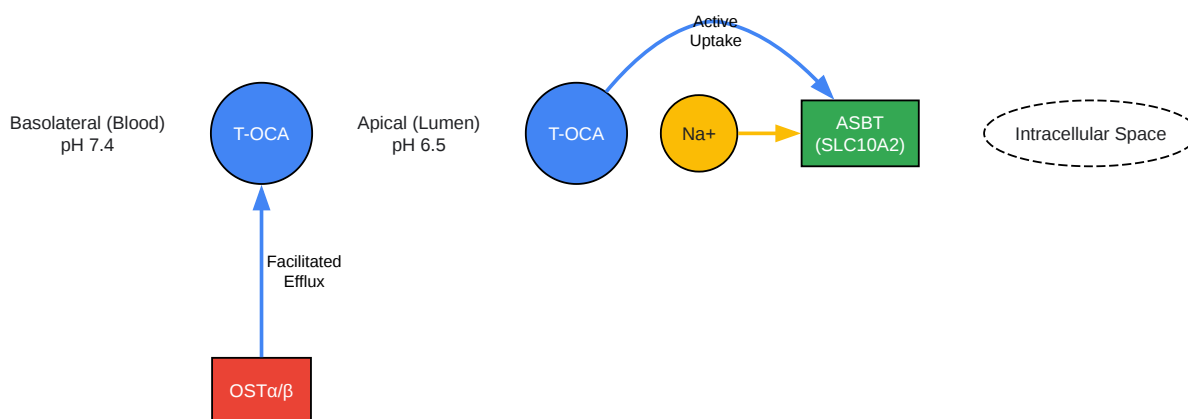 Active
Uptake
Basolateral (Blood)
pH 7.4
T-OCA
Apical (Lumen)
pH 6.5
T-OCA
Na+
ASBT
(SLC10A2)
Intracellular Space
Facilitated
Efflux
OSTα/β